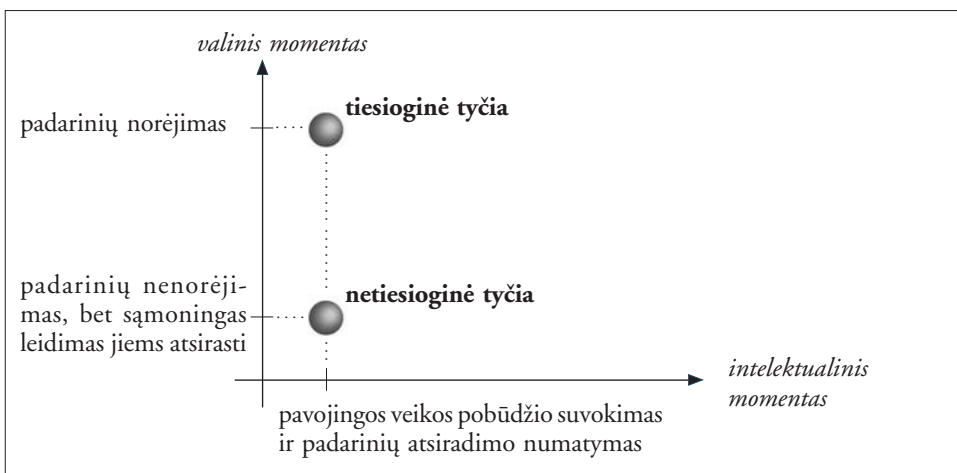 valinis momentas
tiesioginė tyčia
padarinių norėjimas
netiesioginė tyčia
padarinių nenorėji-
mas, bet sąmoningas
leidimas jiems atsirasti
intelektualinis
momentas
pavojingos veikos pobūdžio suvokimas
ir padarinių atsiradimo numatymas